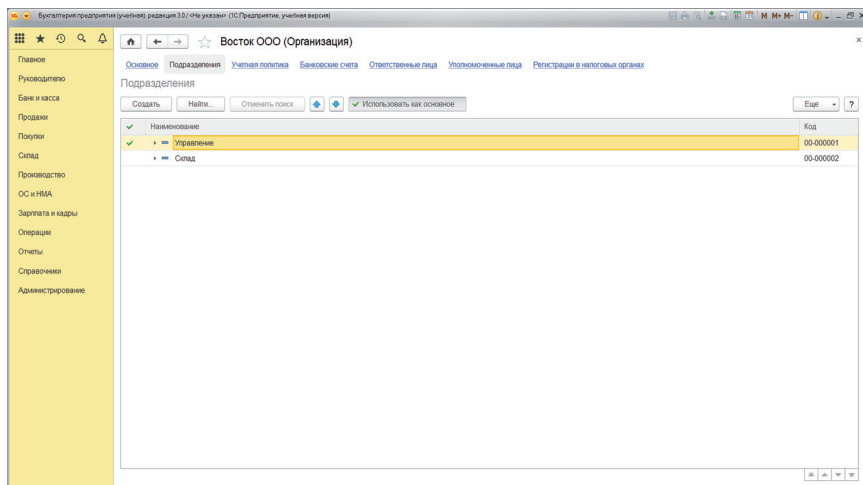 Бухгалтерия предприятия (учебная), редакция 3.0 / <Не указан> (1С:Предприятие, учебная версия)
M M+ M-
Восток ООО (Организация)
Основное Подразделения Учетная политика Банковские счета Ответственные лица Уполномоченные лица Регистрации в налоговых органах
Подразделения
Создать Найти... Отменить поиск Использовать как основное Еще ?
Наименование Код
Управление 00-000001
Склад 00-000002
Главное
Руководителю
Банк и касса
Продажи
Покупки
Склад
Производство
ОС и НМА
Зарплата и кадры
Операции
Отчеты
Справочники
Администрирование